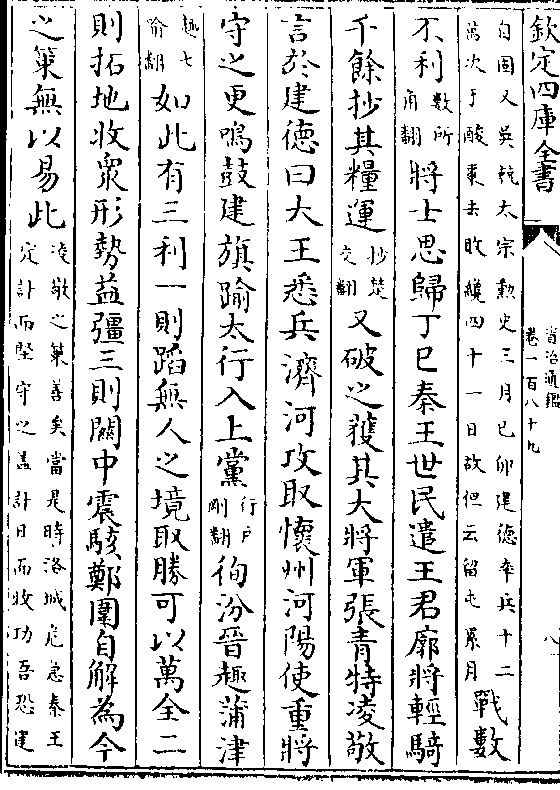 欽定四庫全書 資治通鑑 卷一百八十九 八
自固又吳兢太宗勲史三月己卯建德率兵十二萬次于酸棗去敗纔四十一日故但云留屯累月戰數
不利數所角翻將士思歸丁巳秦王世民遣王君廓將輕騎
千餘抄其糧運抄楚交翻又破之獲其大將軍張青特凌敬
言於建德曰大王悉兵濟河攻取懷州河陽使重將
守之更鳴鼓建旗踰太行入上黨行戶剛翻徇汾晉趣蒲津
趣七喻翻如此有三利一則蹈無人之境取勝可以萬全二
則拓地收衆形勢益彊三則闗中震駭鄭圍自解為今
之策無以易此凌敬之策善矣當是時洛城危急秦王定計而堅守之葢計日而收功吾恐建